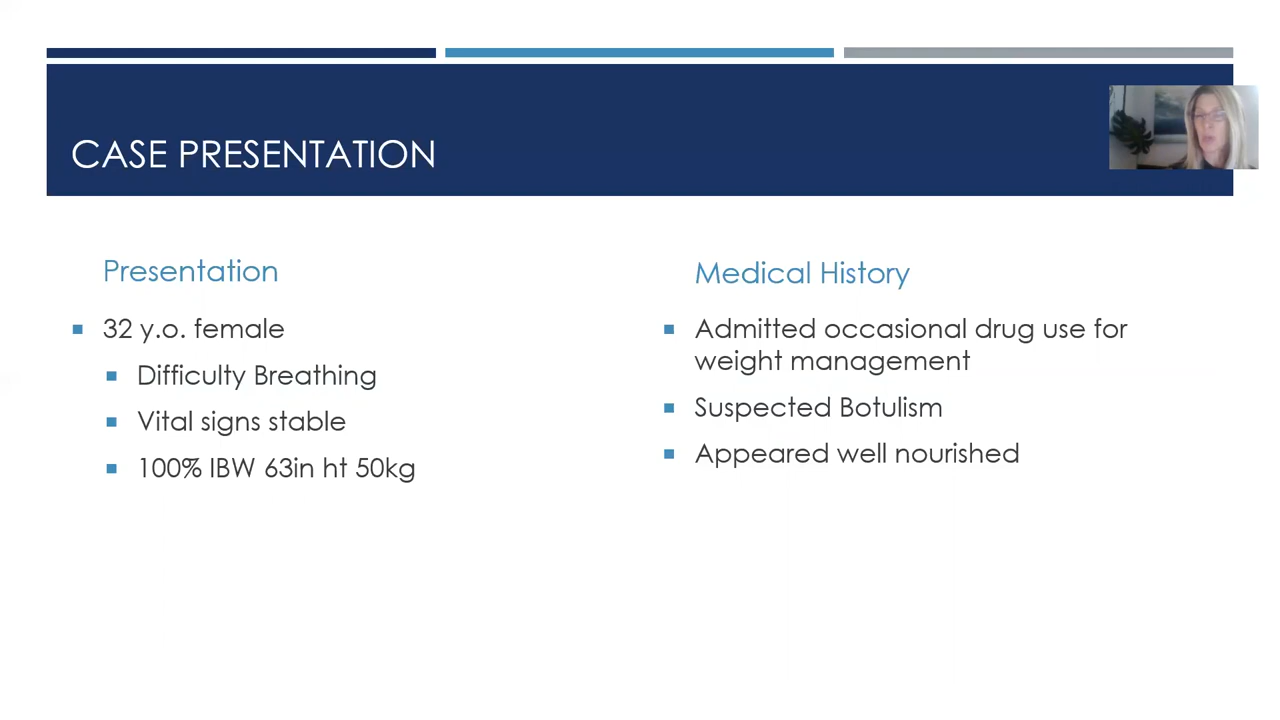 CASE PRESENTATION
Presentation
32 y.o. female
Difficulty Breathing
Vital signs stable
100% IBW 63in ht 50kg
Medical History
Admitted occasional drug use for
weight management
Suspected Botulism
Appeared well nourished